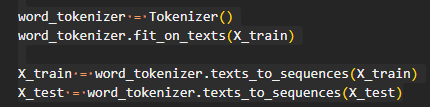 word_tokenizer = Tokenizer()
word_tokenizer.fit_on_texts(X_train)
X_train = word_tokenizer.texts_to_sequences(X_train)
X_test = word_tokenizer.texts_to_sequences(X_test)